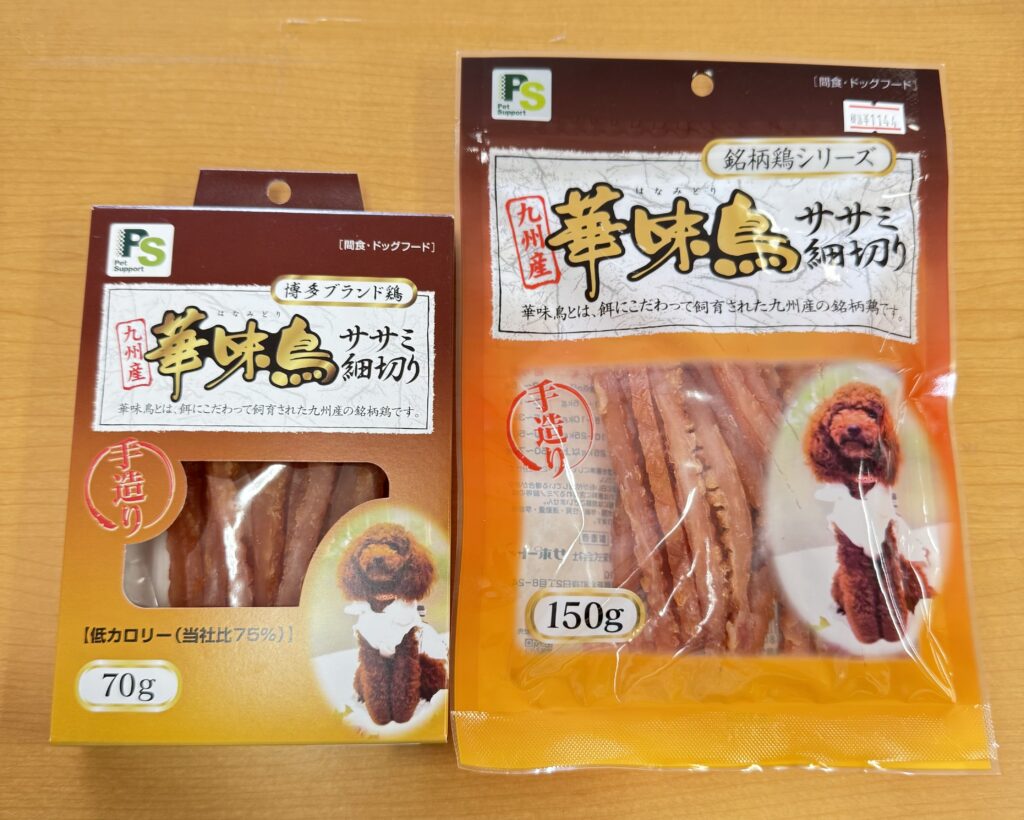 PS
Pet
Support
[間食・ドッグフード]
博多ブランド鶏
はなみどり
九州産
華味鳥
ササミ
細切り
華味鳥とは、餌にこだわって飼育された九州産の銘柄鶏です。
手造り
【低カロリー(当社比75%)】
70g
PS
Pet
Support
[間食・ドッグフード]
税込¥1144
銘柄鶏シリーズ
はなみどり
九州産
華味鳥
ササミ
細切り
華味鳥とは、餌にこだわって飼育された九州産の銘柄鶏です。
手造り
150g